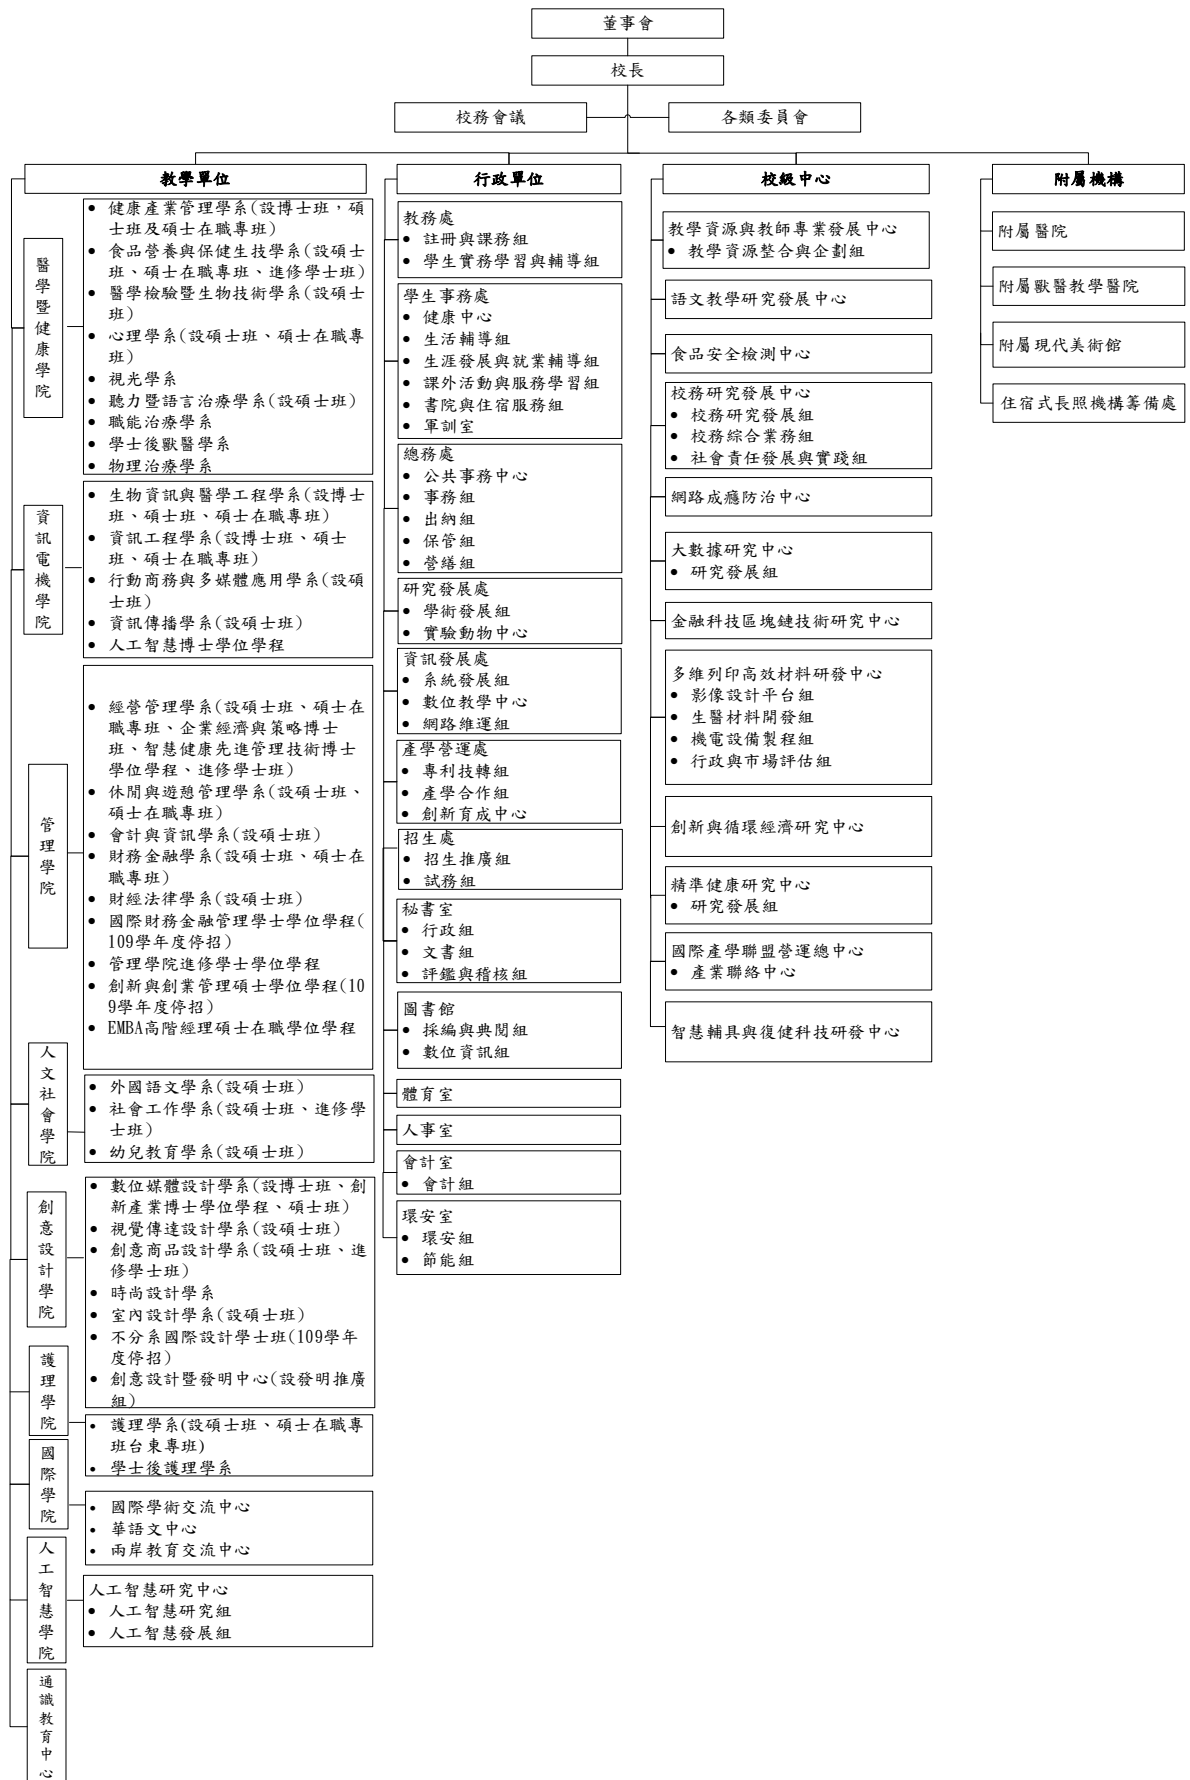 董事會
校長
校務會議
各類委員會
教學單位
醫學暨健康學院
• 健康產業管理學系(設博士班，碩
士班及碩士在職專班)
• 食品營養與保健生技學系(設碩士
班、碩士在職專班、進修學士班)
• 醫學檢驗暨生物技術學系(設碩士
班)
• 心理學系(設碩士班、碩士在職專
班)
• 視光學系
• 聽力暨語言治療學系(設碩士班)
• 職能治療學系
• 學士後獸醫學系
• 物理治療學系
資訊電機學院
• 生物資訊與醫學工程學系(設博士
班、碩士班、碩士在職專班)
• 資訊工程學系(設博士班、碩士
班、碩士在職專班)
• 行動商務與多媒體應用學系(設碩
士班)
• 資訊傳播學系(設碩士班)
• 人工智慧博士學位學程
管理學院
• 經營管理學系(設碩士班、碩士在
職專班、企業經濟與策略博士
班、智慧健康先進管理技術博士
學位學程、進修學士班)
• 休閒與遊憩管理學系(設碩士班、
碩士在職專班)
• 會計與資訊學系(設碩士班)
• 財務金融學系(設碩士班、碩士在
職專班)
• 財經法律學系(設碩士班)
• 國際財務金融管理學士學位學程(
109學年度停招)
• 管理學院進修學士學位學程
• 創新與創業管理碩士學位學程(10
9學年度停招)
• EMBA高階經理碩士在職學位學程
人文社會學院
• 外國語文學系(設碩士班)
• 社會工作學系(設碩士班、進修學
士班)
• 幼兒教育學系(設碩士班)
創意設計學院
• 數位媒體設計學系(設博士班、創
新產業博士學位學程、碩士班)
• 視覺傳達設計學系(設碩士班)
• 創意商品設計學系(設碩士班、進
修學士班)
• 時尚設計學系
• 室內設計學系(設碩士班)
• 不分系國際設計學士班(109學年
度停招)
• 創意設計暨發明中心(設發明推廣
組)
護理學院
• 護理學系(設碩士班、碩士在職專
班台東專班)
• 學士後護理學系
國際學院
• 國際學術交流中心
• 華語文中心
• 兩岸教育交流中心
人工智慧學院
人工智慧研究中心
• 人工智慧研究組
• 人工智慧發展組
通識教育中心
行政單位
教務處
• 註冊與課務組
• 學生實務學習與輔導組
學生事務處
• 健康中心
• 生活輔導組
• 生涯發展與就業輔導組
• 課外活動與服務學習組
• 書院與住宿服務組
• 軍訓室
總務處
• 公共事務中心
• 事務組
• 出納組
• 保管組
• 營繕組
研究發展處
• 學術發展組
• 實驗動物中心
資訊發展處
• 系統發展組
• 數位教學中心
• 網路維運組
產學營運處
• 專利技轉組
• 產學合作組
• 創新育成中心
招生處
• 招生推廣組
• 試務組
秘書室
• 行政組
• 文書組
• 評鑑與稽核組
圖書館
• 採編與典閱組
• 數位資訊組
體育室
人事室
會計室
• 會計組
環安室
• 環安組
• 節能組
校級中心
教學資源與教師專業發展中心
• 教學資源整合與企劃組
語文教學研究發展中心
食品安全檢測中心
校務研究發展中心
• 校務研究發展組
• 校務綜合業務組
• 社會責任發展與實踐組
網路成癮防治中心
大數據研究中心
• 研究發展組
金融科技區塊鏈技術研究中心
多維列印高效材料研發中心
• 影像設計平台組
• 生醫材料開發組
• 機電設備製程組
• 行政與市場評估組
創新與循環經濟研究中心
精準健康研究中心
• 研究發展組
國際產學聯盟營運總中心
• 產業聯絡中心
智慧輔具與復健科技研發中心
附屬機構
附屬醫院
附屬獸醫教學醫院
附屬現代美術館
住宿式長照機構籌備處